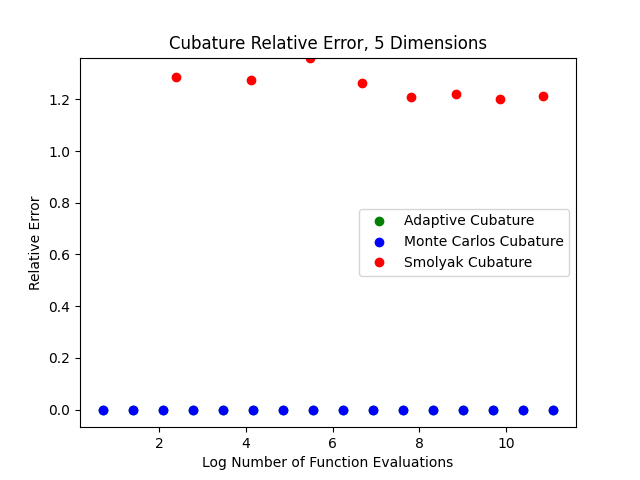 Cubature Relative Error, 5 Dimensions
1.2
1.0
0.8
0.6
0.4
0.2
0.0
Relative Error
Adaptive Cubature
Monte Carlos Cubature
Smolyak Cubature
2 4 6 8 10
Log Number of Function Evaluations